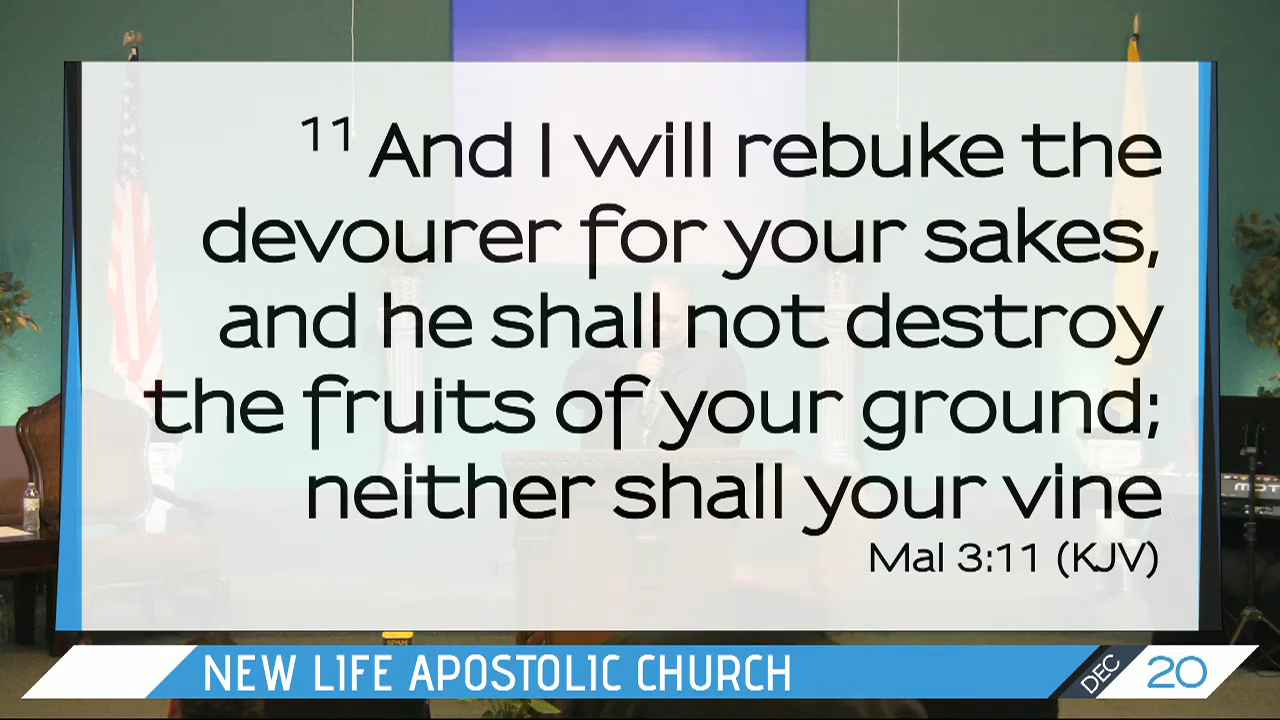 11 And I will rebuke the
devourer for your sakes,
and he shall not destroy
the fruits of your ground;
neither shall your vine
Mal 3:11 (KJV)
SPAM
NEW LIFE APOSTOLIC CHURCH
DEC 20